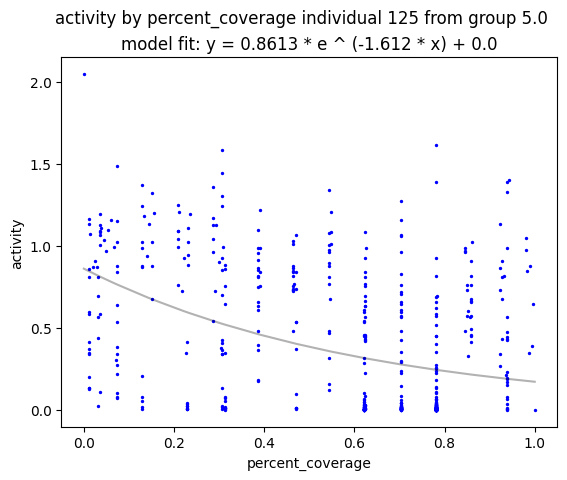 activity by percent_coverage individual 125 from group 5.0
model fit: y = 0.8613 * e ^ (-1.612 * x) + 0.0
2.0
1.5
1.0
0.5
0.0
activity
0.0 0.2 0.4 0.6 0.8 1.0
percent_coverage